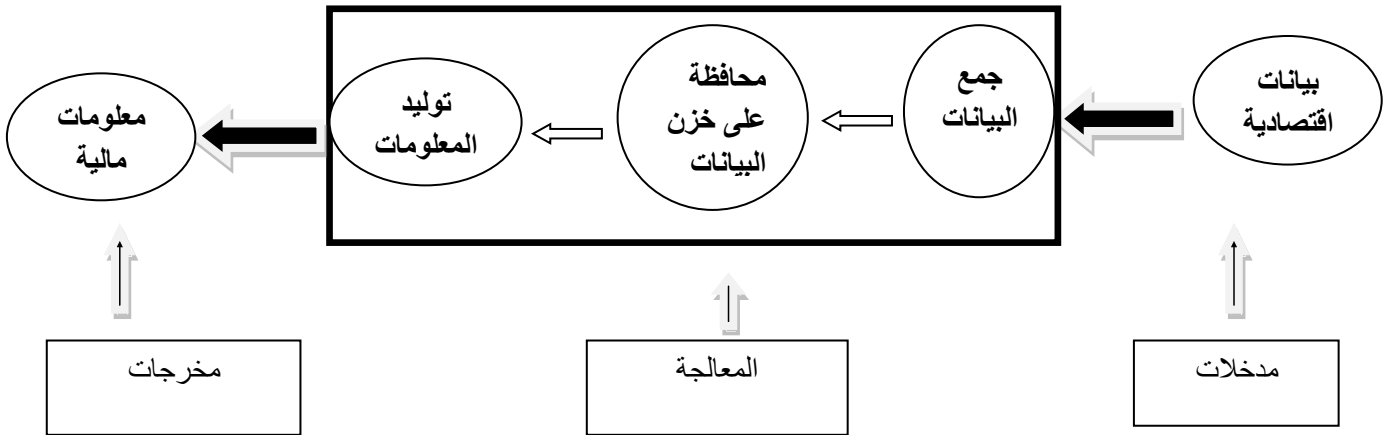 بيانات
اقتصادية
جمع
البيانات
محافظة
على خزن
البيانات
توليد
المعلومات
معلومات
مالية
مدخلات
المعالجة
مخرجات